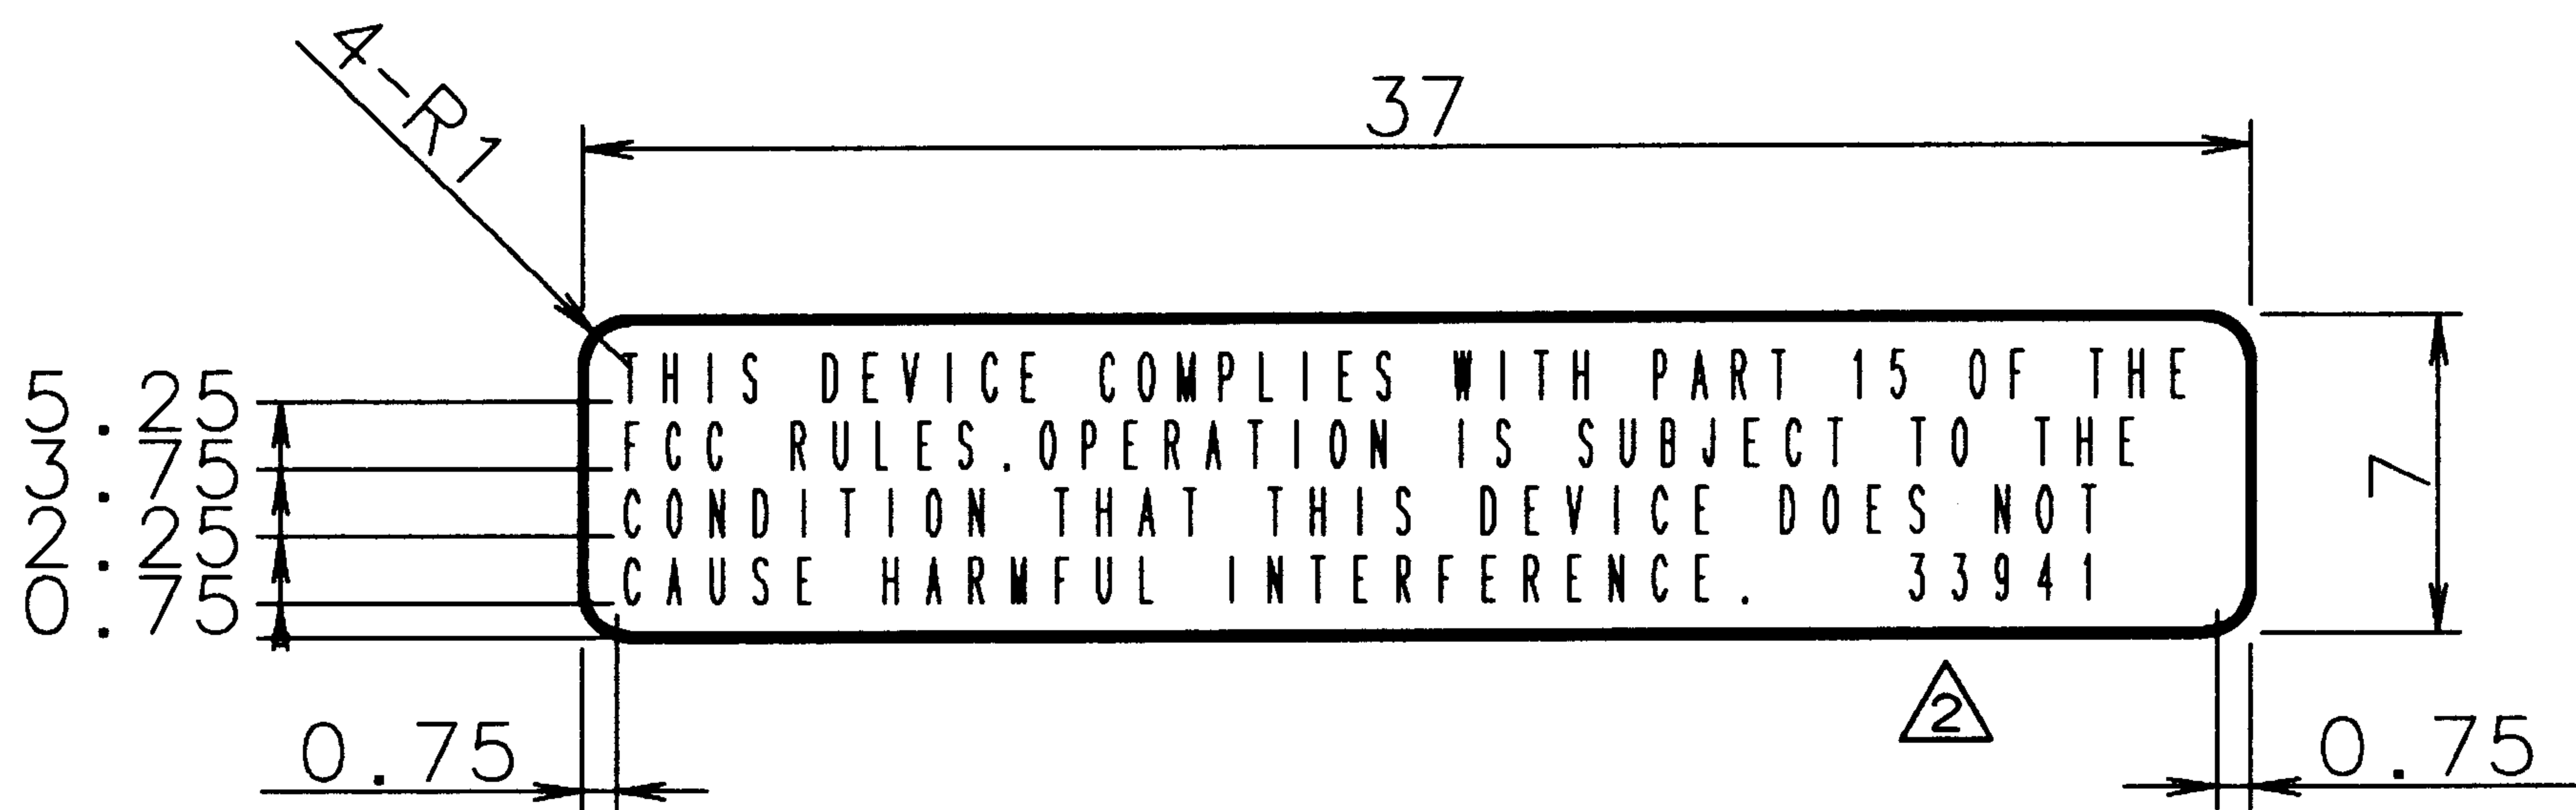 4-R1
37
THIS DEVICE COMPLIES WITH PART 15 OF THE
5.25
FCC RULES.OPERATION IS SUBJECT TO THE
3.75
7
CONDITION THAT THIS DEVICE DOES NOT
2.25
CAUSE HARMFUL INTERFERENCE. 33941
0.75
2
0.75
0.75